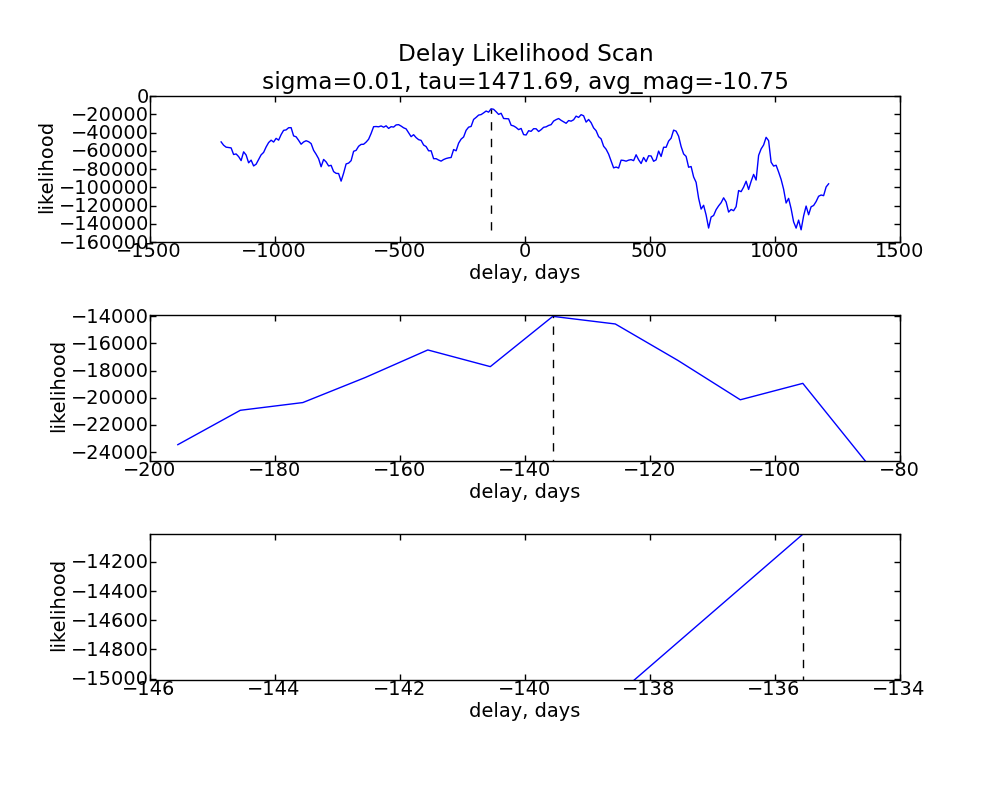 Delay Likelihood Scan
sigma=0.01, tau=1471.69, avg_mag=-10.75
0
−20000
−40000
−60000
−80000
−100000
−120000
−140000
−160000
likelihood
−1500 −1000 −500 0 500 1000 1500
delay, days
−14000
−16000
−18000
−20000
−22000
−24000
likelihood
−200 −180 −160 −140 −120 −100 −80
delay, days
−14200
−14400
−14600
−14800
−15000
likelihood
−146 −144 −142 −140 −138 −136 −134
delay, days